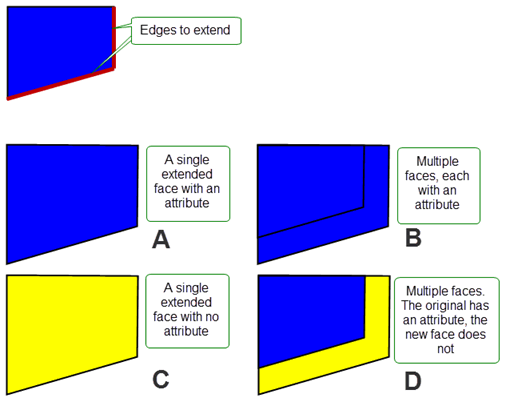 Edges to extend
A single
extended
face with an
attribute
A
Multiple
faces, each
with an
attribute
B
A single
extended
face with no
attribute
C
Multiple faces.
The original has
an attribute, the
new face does
not
D